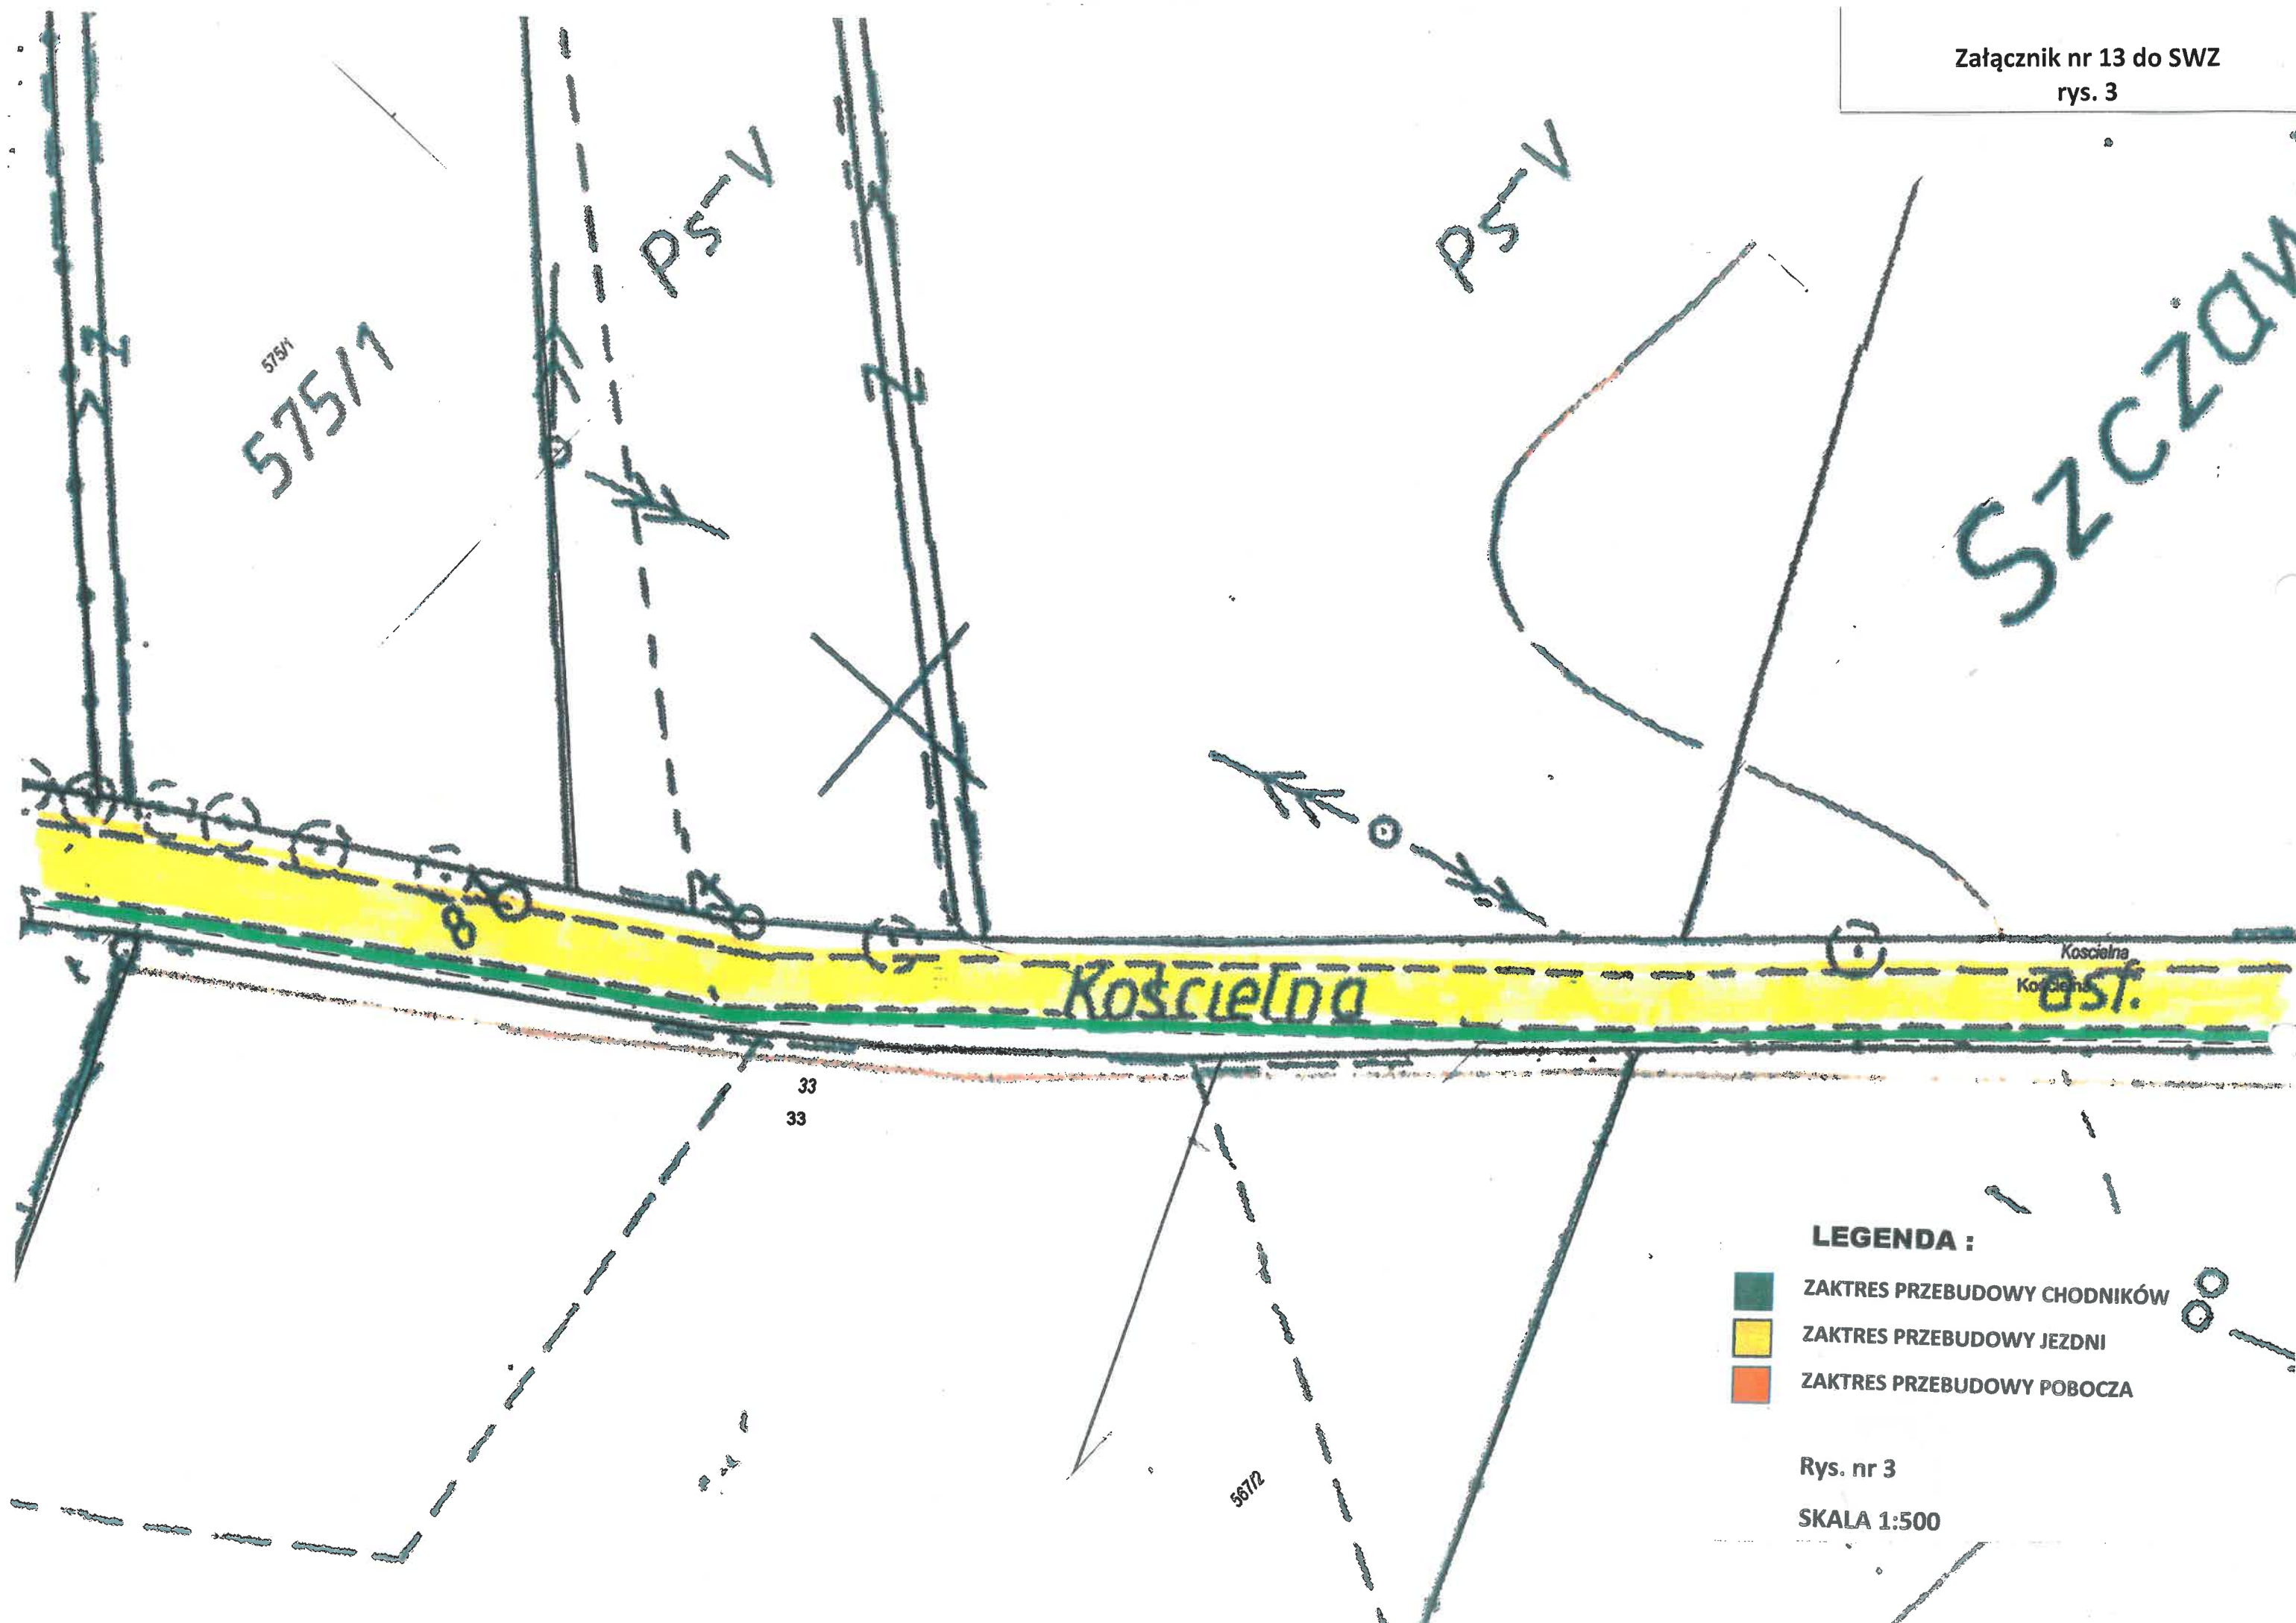 Załącznik nr 13 do SWZ
rys. 3
Ps-V
Ps-V
575/1
575/1
Z
Z
Szczaw
8
Koscielna
Kościelna
Koscielna
asf.
33
33
567/2
LEGENDA :
ZAKTRES PRZEBUDOWY CHODNIKÓW
ZAKTRES PRZEBUDOWY JEZDNI
ZAKTRES PRZEBUDOWY POBOCZA
Rys. nr 3
SKALA 1:500